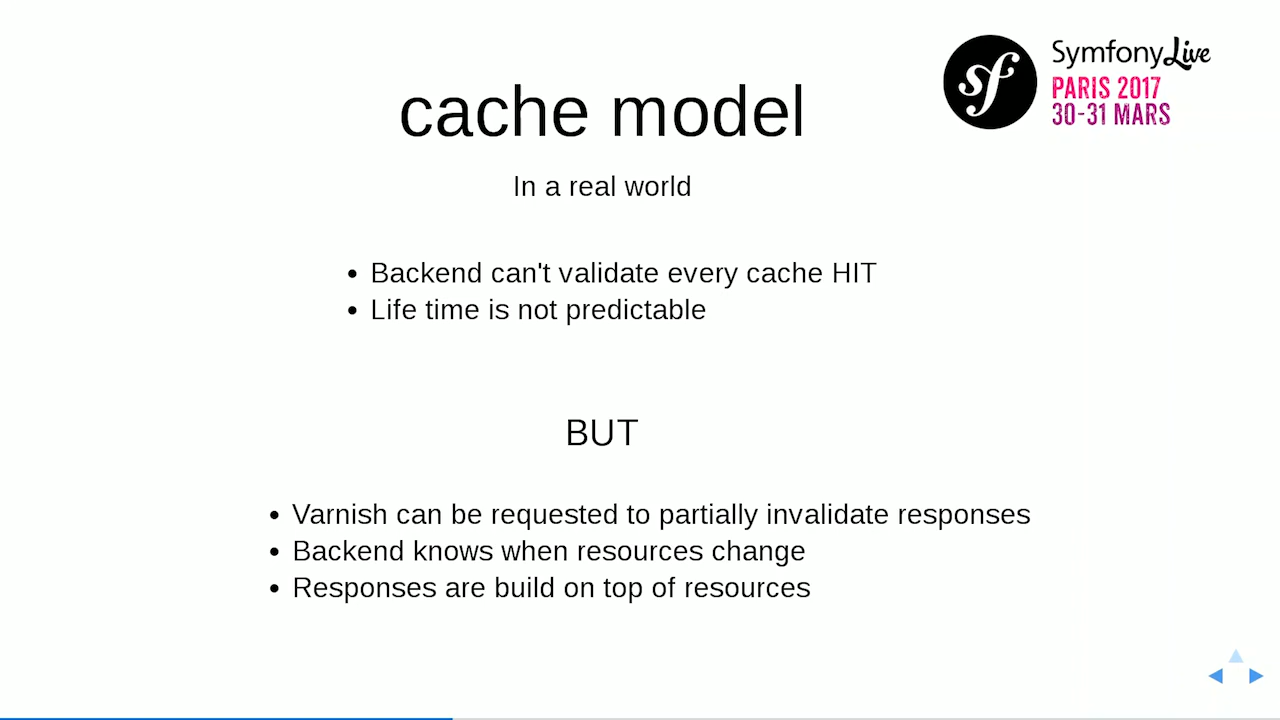 SymfonyLive
PARIS 2017
30-31 MARS
cache model
In a real world
Backend can't validate every cache HIT
Life time is not predictable
BUT
Varnish can be requested to partially invalidate responses
Backend knows when resources change
Responses are build on top of resources